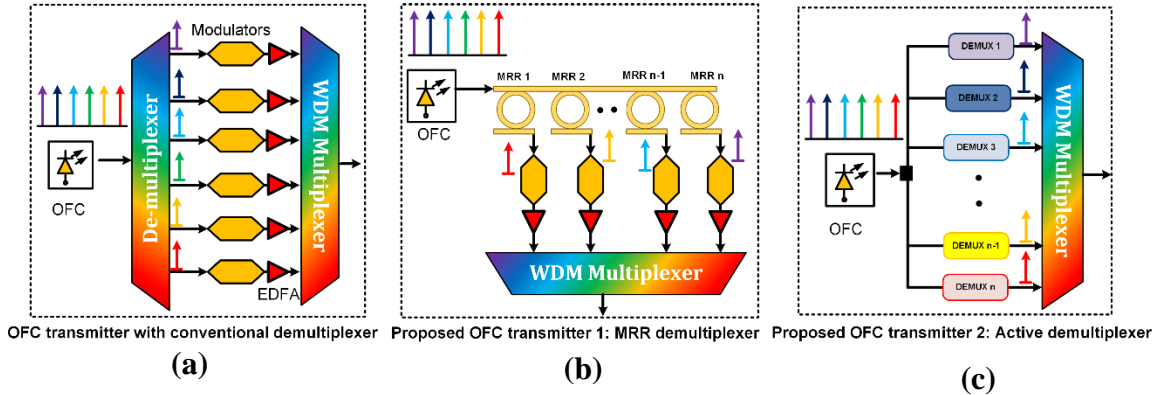 Modulators
De-multiplexer
WDM Multiplexer
OFC
EDFA
OFC transmitter with conventional demultiplexer
(a)
MRR 1 MRR 2 MRR n-1 MRR n
OFC
WDM Multiplexer
Proposed OFC transmitter 1: MRR demultiplexer
(b)
DEMUX 1
DEMUX 2
DEMUX 3
OFC
DEMUX n-1
DEMUX n
WDM Multiplexer
Proposed OFC transmitter 2: Active demultiplexer
(c)